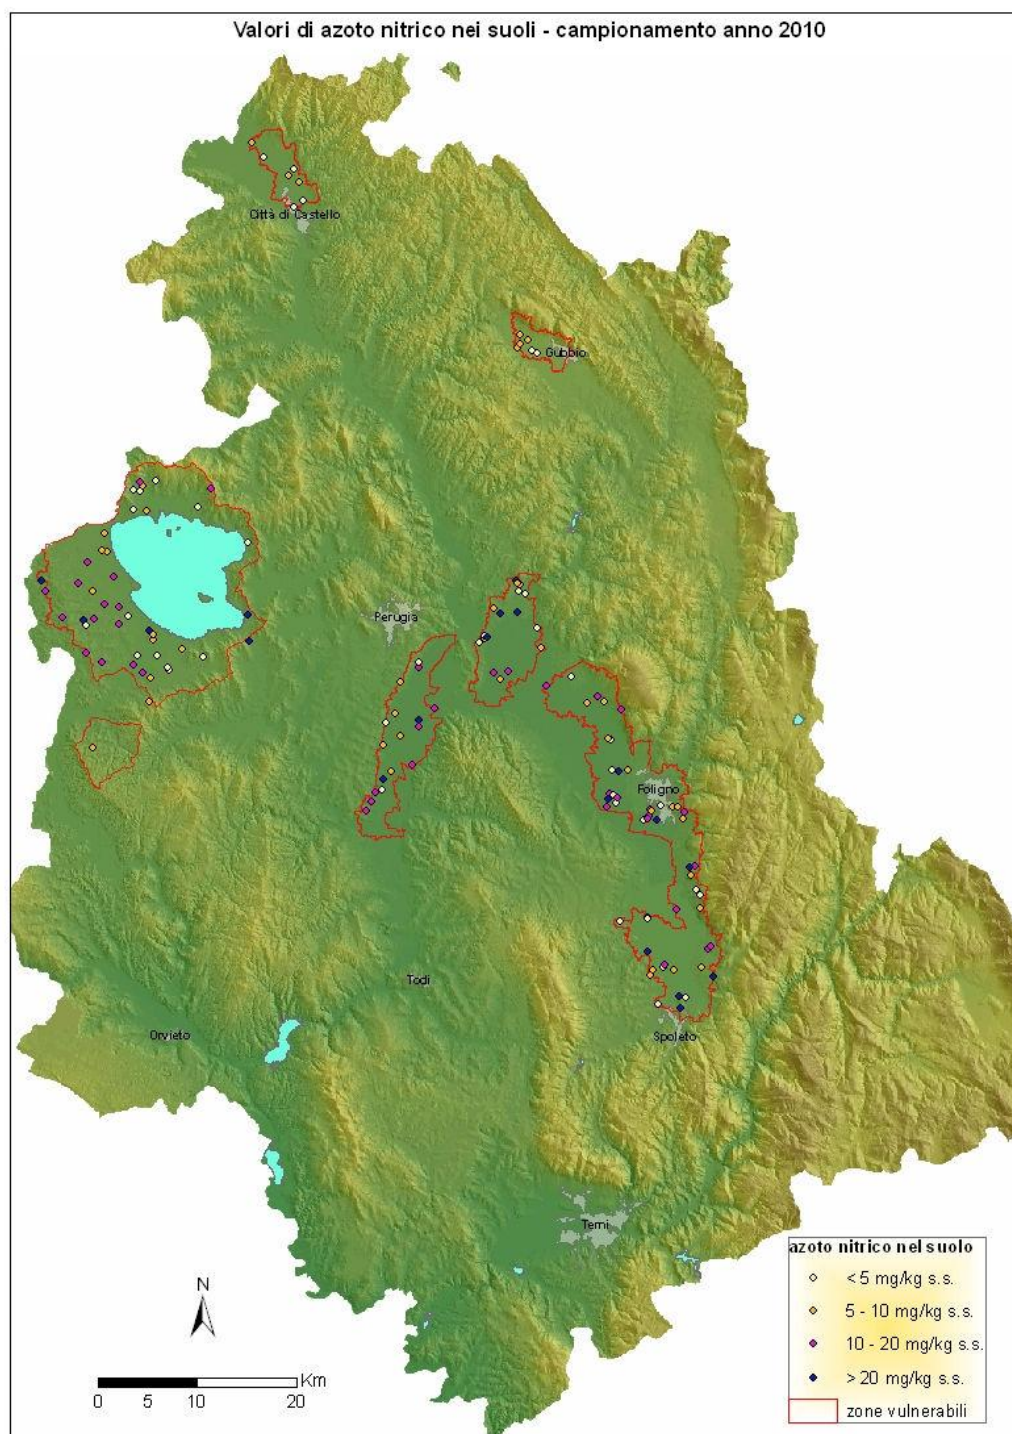 Valori di azoto nitrico nei suoli - campionamento anno 2010
Città di Castello
Gubbio
Perugia
Foligno
Todi
Orvieto
Spoleto
Terni
azoto nitrico nel suolo
< 5 mg/kg s.s.
5 - 10 mg/kg s.s.
10 - 20 mg/kg s.s.
> 20 mg/kg s.s.
zone vulnerabili
N
Km
0 5 10 20